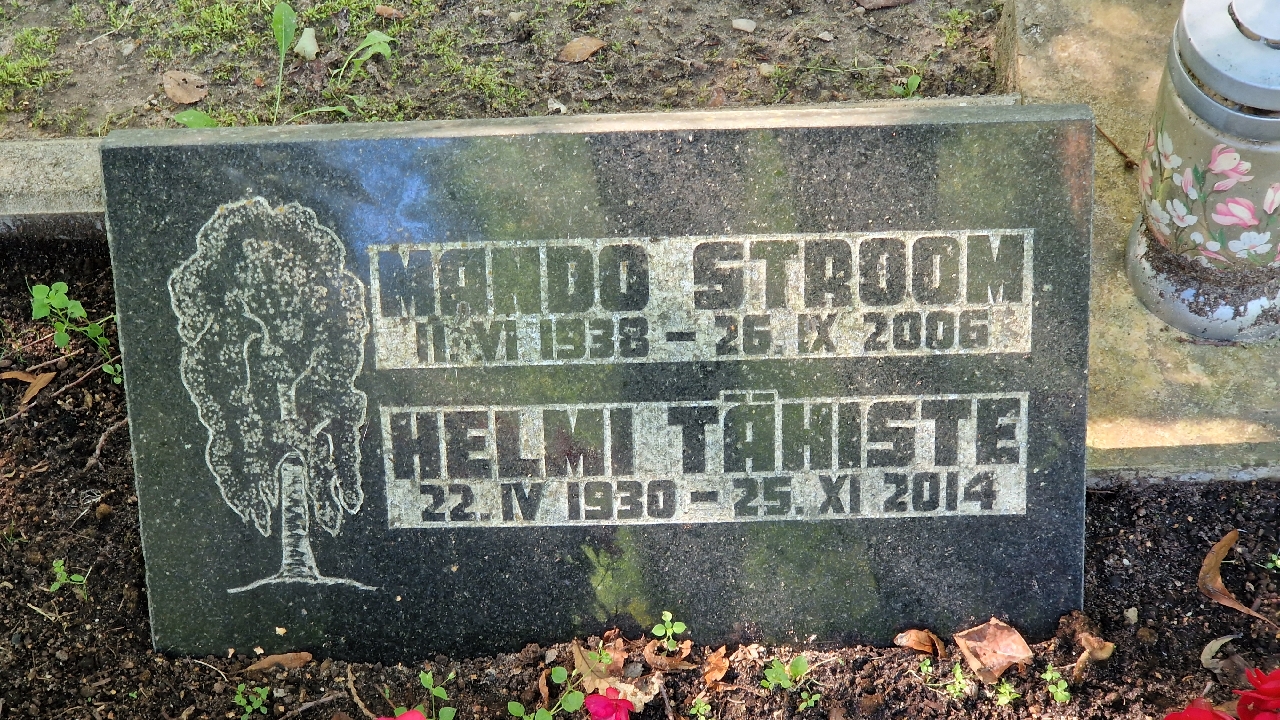 MANDO STROOM
11. VI 1938 – 26. IX 2006
HELMI TÄHISTE
22. IV 1930 – 25. XI 2014